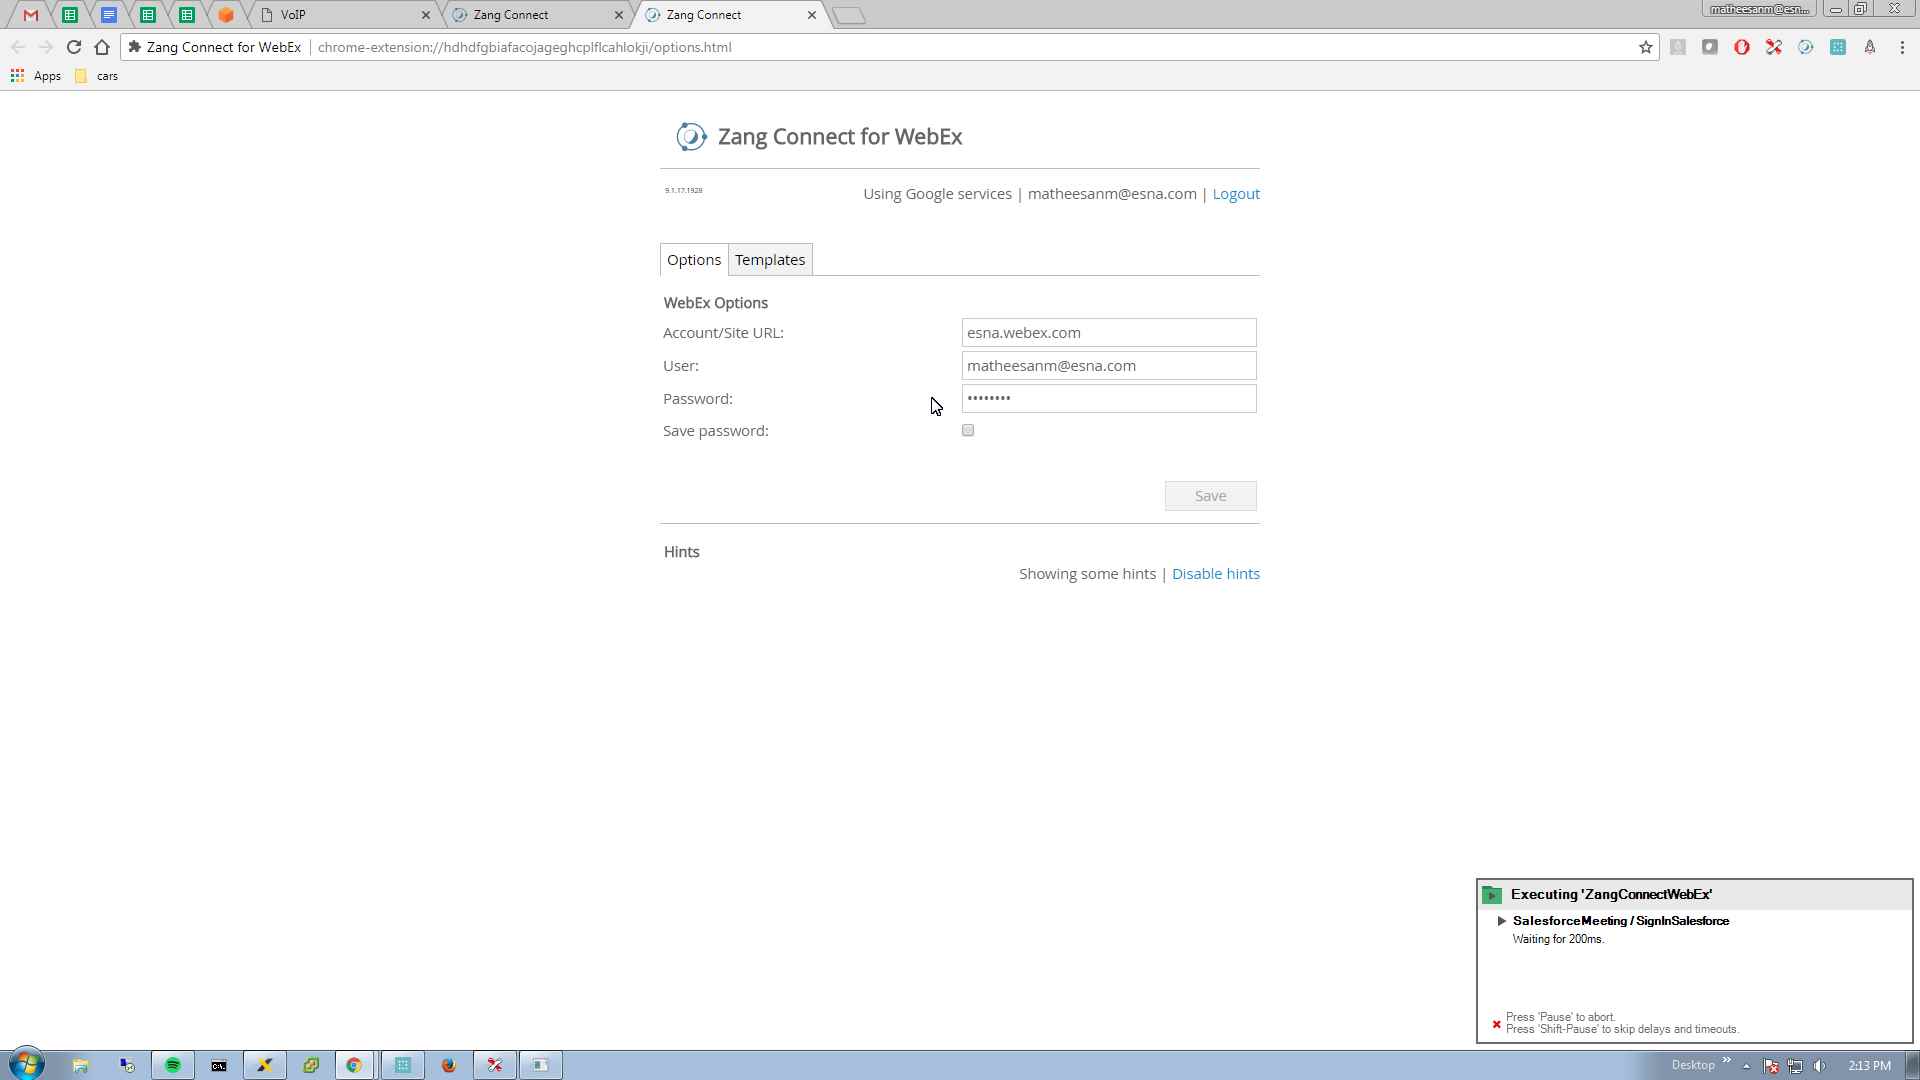 VoIP
Zang Connect
Zang Connect
matheesanm@esn...
Zang Connect for WebEx
chrome-extension://hdhdfgbiafacojageghcplflcahlokji/options.html
Apps
cars
Zang Connect for WebEx
9.1.17.1928
Using Google services | matheesanm@esna.com | Logout
Options
Templates
WebEx Options
Account/Site URL:
esna.webex.com
User:
matheesanm@esna.com
Password:
••••••••
Save password:
Save
Hints
Showing some hints | Disable hints
Executing 'ZangConnectWebEx'
SalesforceMeeting / SignInSalesforce
Waiting for 200ms.
Press 'Pause' to abort.
Press 'Shift-Pause' to skip delays and timeouts.
Desktop
2:13 PM